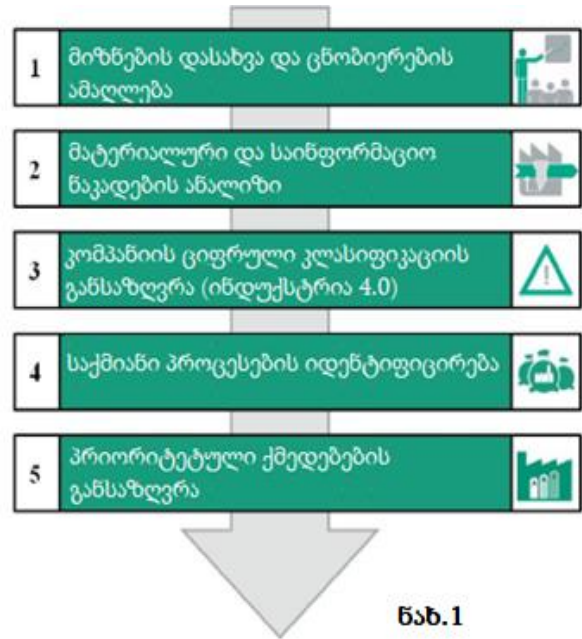 1
მიზნების დასახვა და ცნობიერების
ამაღლება
2
მატერიალური და საინფორმაციო
ნაკადების ანალიზი
3
კომპანიის ციფრული კლასიფიკაციის
განსაზღვრა (ინდუქსტრია 4.0)
4
საქმიანი პროცესების იდენტიფიცირება
5
პრიორიტეტული ქმედებების
განსაზღვრა
ნახ.1